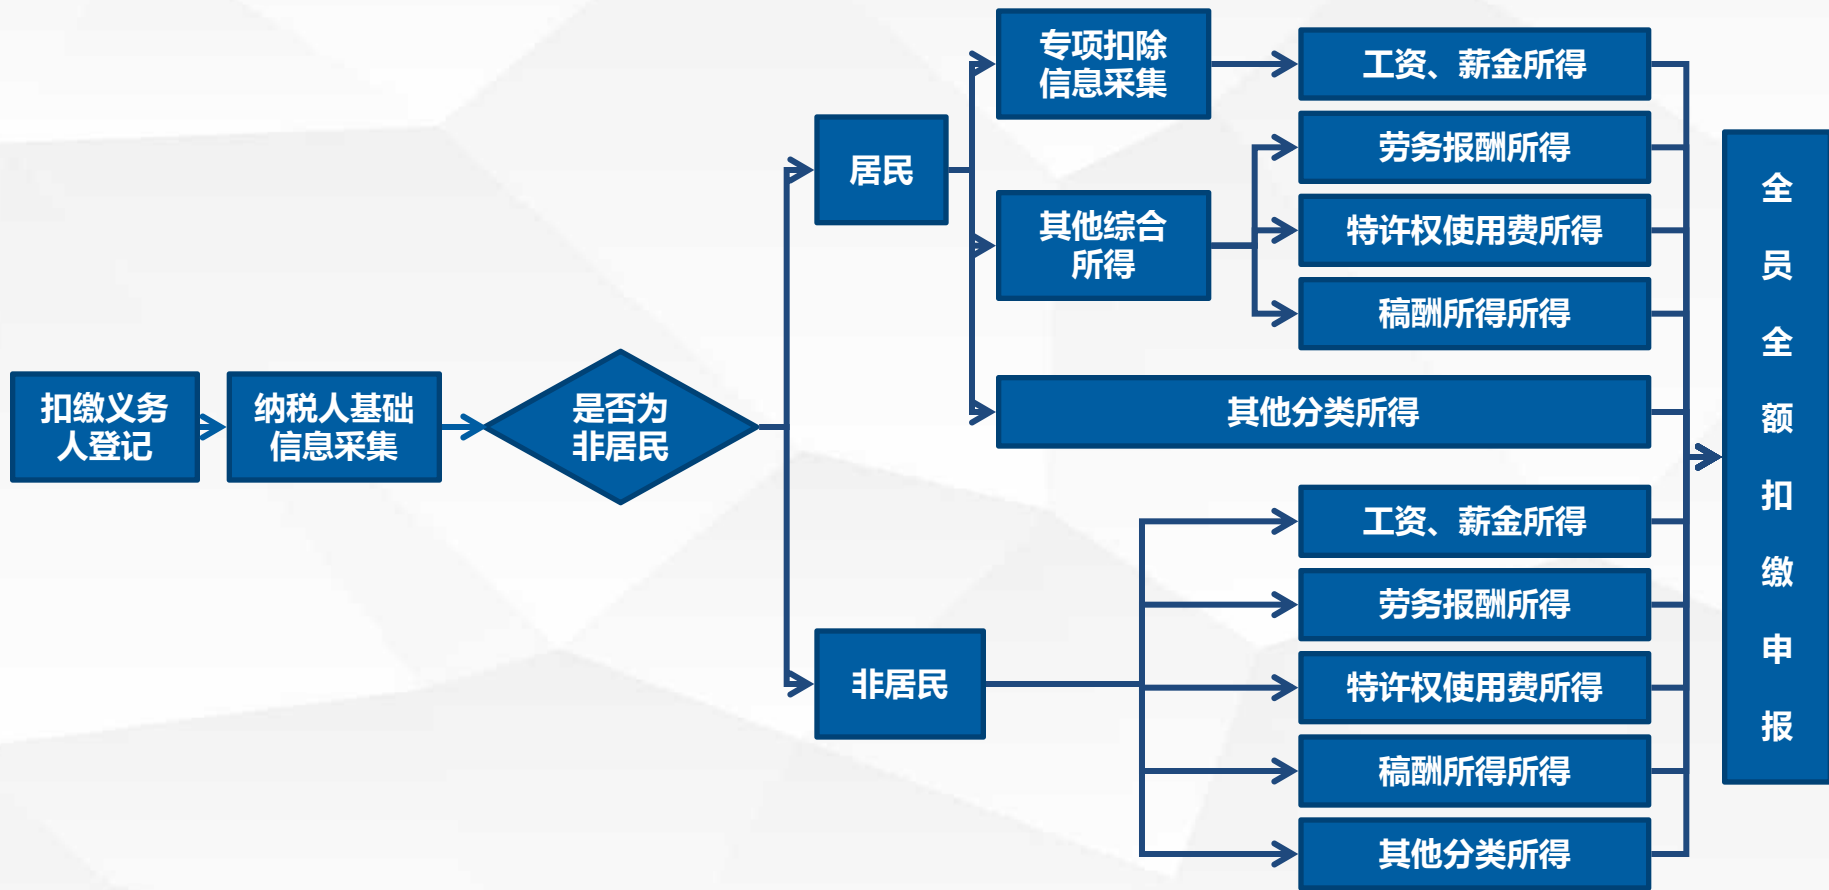 扣缴义务
人登记
纳税人基础
信息采集
是否为
非居民
居民
非居民
专项扣除
信息采集
其他综合
所得
其他分类所得
工资、薪金所得
劳务报酬所得
特许权使用费所得
稿酬所得所得
工资、薪金所得
劳务报酬所得
特许权使用费所得
稿酬所得所得
其他分类所得
全
员
全
额
扣
缴
申
报